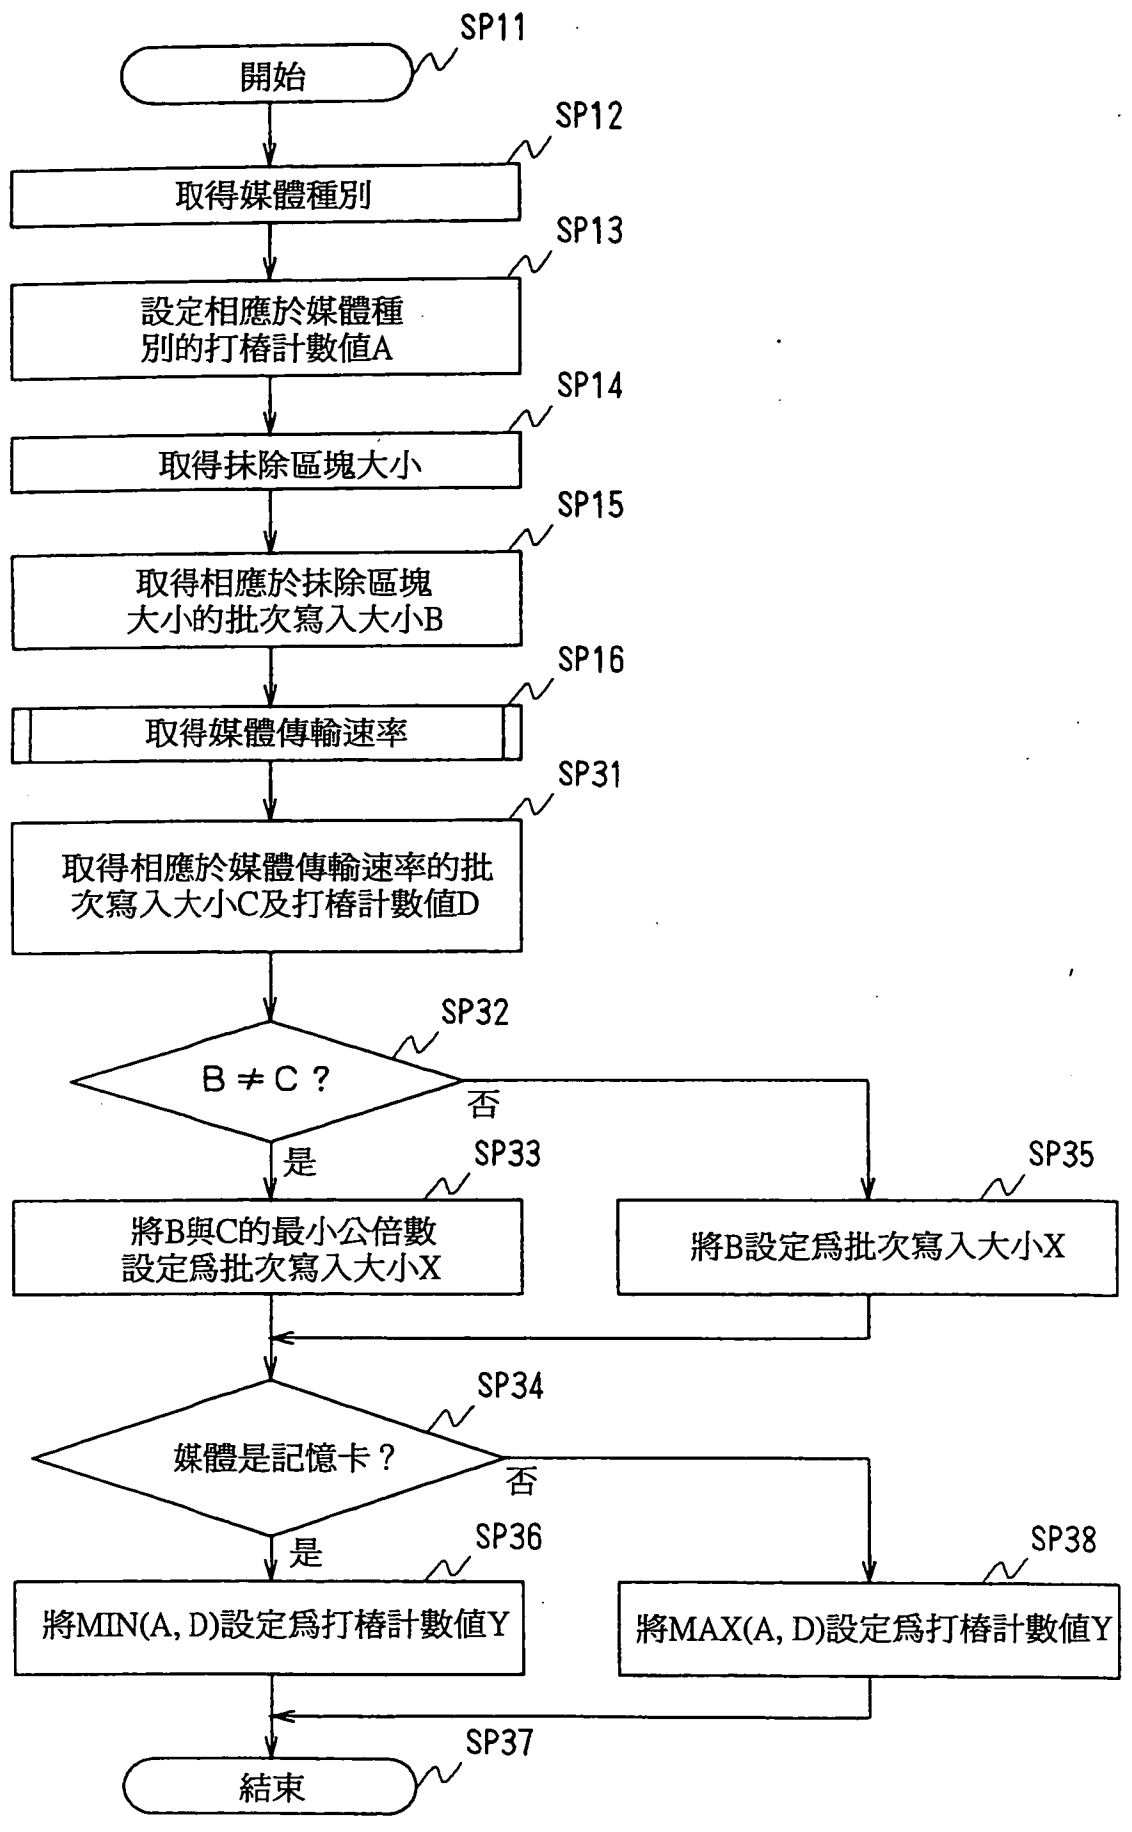 SP11
開始
SP12
取得媒體種別
SP13
設定相應於媒體種
別的打樁計數值A
SP14
取得抹除區塊大小
SP15
取得相應於抹除區塊
大小的批次寫入大小B
SP16
取得媒體傳輸速率
SP31
取得相應於媒體傳輸速率的批
次寫入大小C及打樁計數值D
SP32
B≠C?
否
是
SP33
將B與C的最小公倍數
設定爲批次寫入大小X
SP35
將B設定爲批次寫入大小X
SP34
媒體是記憶卡?
否
是
SP36
將MIN(A, D)設定爲打樁計數值Y
SP38
將MAX(A, D)設定爲打樁計數值Y
SP37
結束